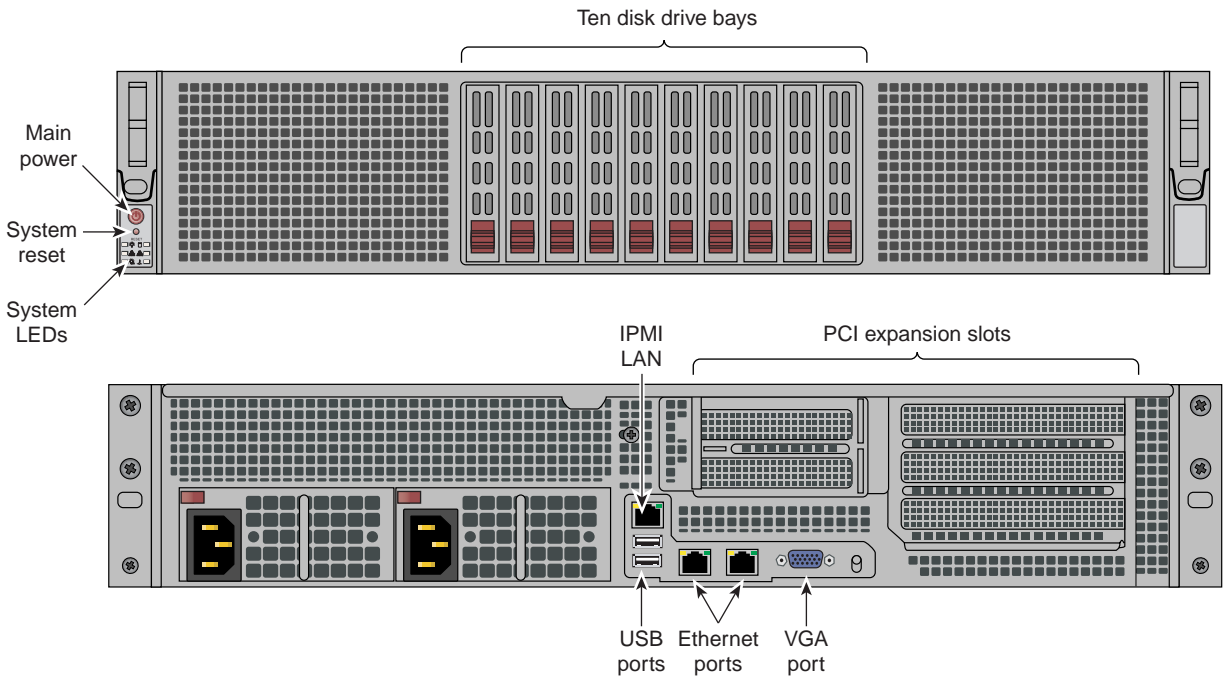 Ten disk drive bays
Main
power
System
reset
RESET
System
LEDs
IPMI
LAN
PCI expansion slots
USB
ports
Ethernet
ports
VGA
port